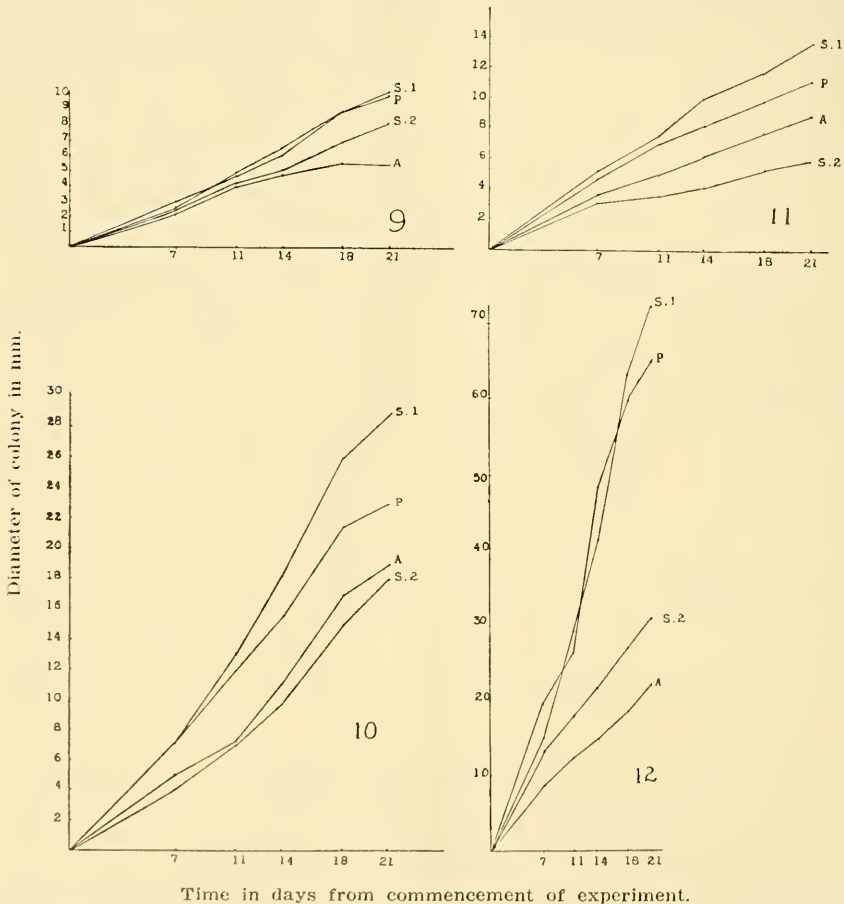 10
9
8
7
6
5
4
3
2
1
S.1
P
S.2
A
9
7 11 14 18 21
14
12
10
8
6
4
2
S.1
P
A
S.2
11
7 11 14 18 21
Diameter of colony in mm.
30
28
26
24
22
20
18
16
14
12
10
8
6
4
2
S.1
P
A
S.2
10
7 11 14 18 21
70
60
50
40
30
20
10
S.1
P
S.2
A
12
7 11 14 18 21
Time in days from commencement of experiment.